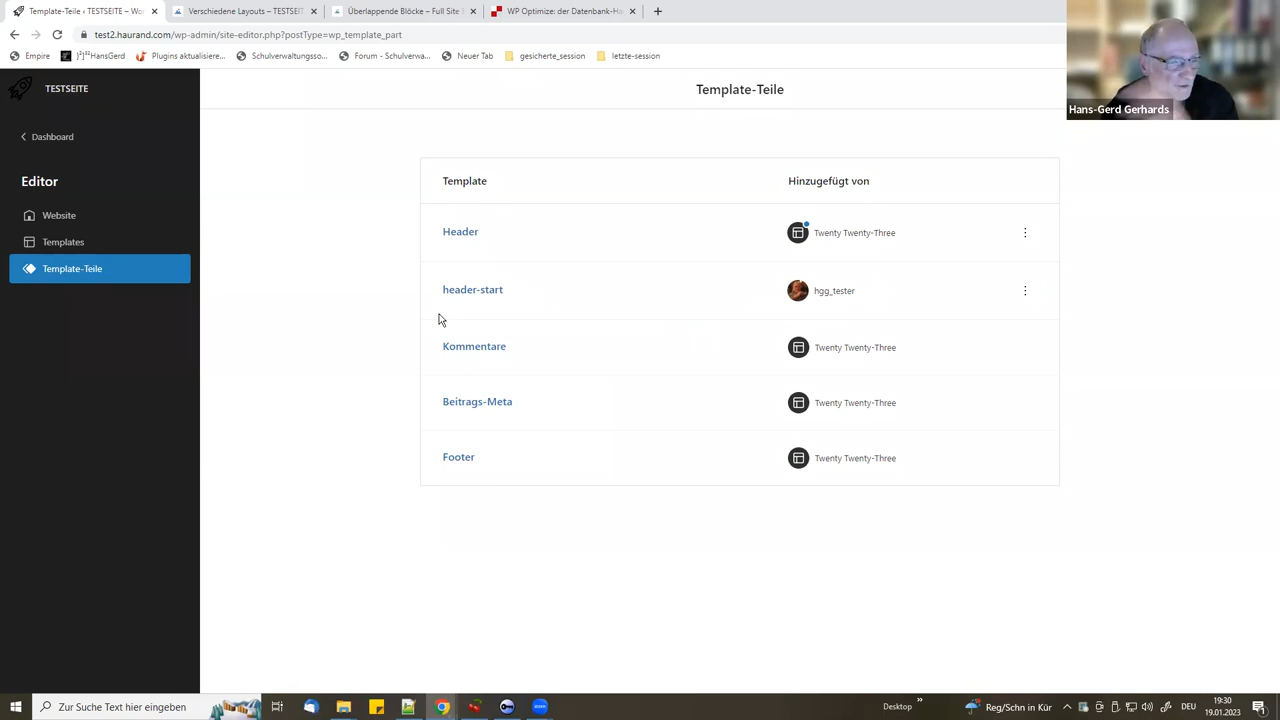 Template-Teile ‹ TESTSEITE — Wo
Verschiedene Layouts – TESTSEIT
Überlappende Blöcke – Full Site
WP Optimize: der Datenbank-Ha
test2.haurand.com/wp-admin/site-editor.php?postType=wp_template_part
Empire
HansGerd
Plugins aktualisiere...
Schulverwaltungsso...
Forum - Schulverwa...
Neuer Tab
gesicherte_session
letzte-session
TESTSEITE
Template-Teile
Hans-Gerd Gerhards
Dashboard
Editor
Website
Templates
Template-Teile
Template
Hinzugefügt von
Header
Twenty Twenty-Three
header-start
hgg_tester
Kommentare
Twenty Twenty-Three
Beitrags-Meta
Twenty Twenty-Three
Footer
Twenty Twenty-Three
Zur Suche Text hier eingeben
Desktop
Reg/Schn in Kür
DEU
19:30
19.01.2023